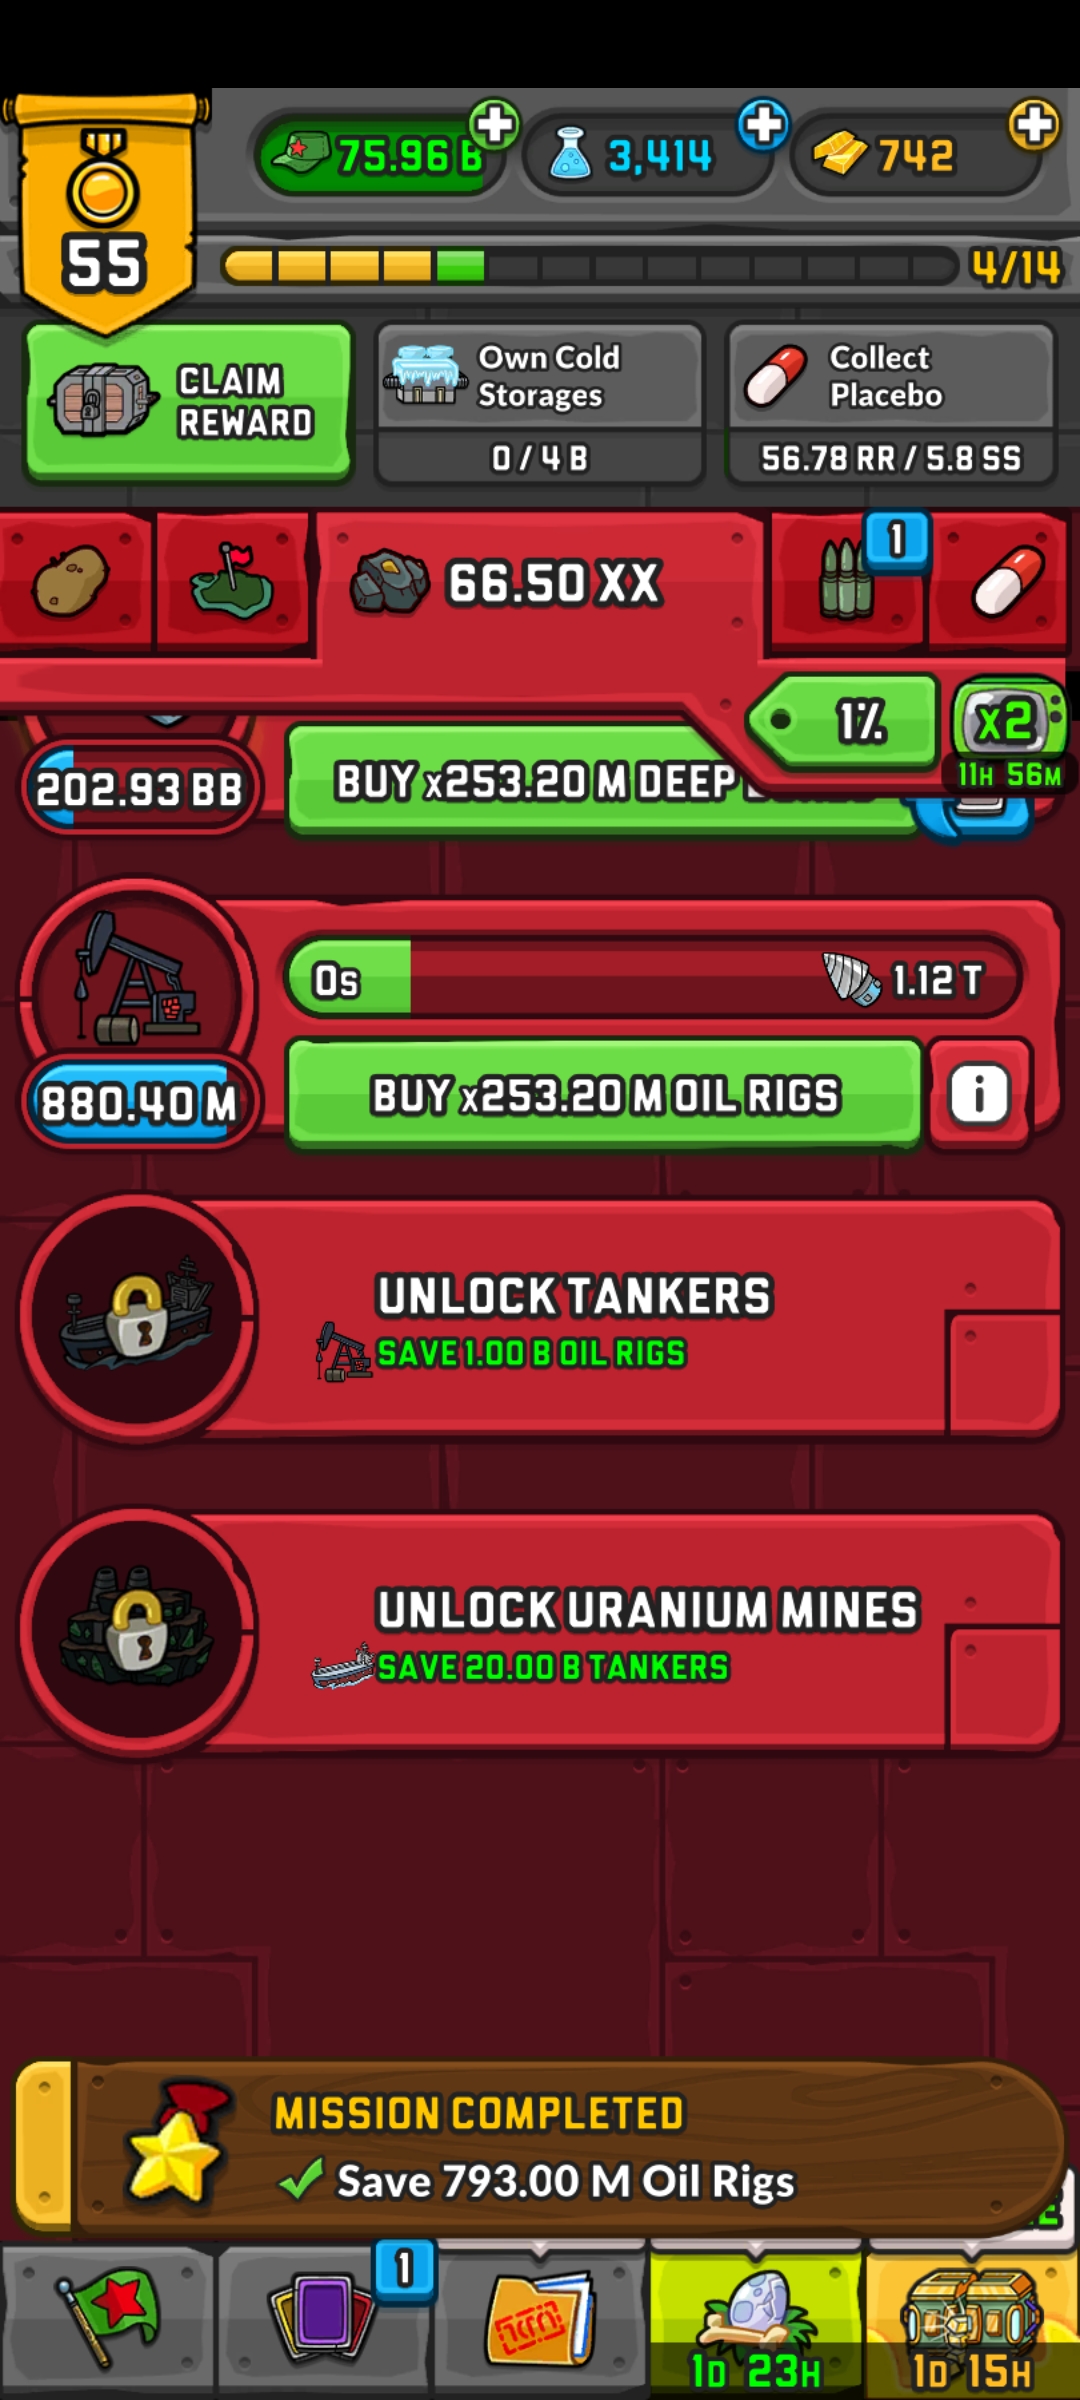 75.96 B
3,414
742
55
4/14
CLAIM
REWARD
Own Cold
Storages
0 / 4 B
Collect
Placebo
56.78 RR / 5.8 SS
66.50 XX
1
1%
x2
11H 56M
202.93 BB
BUY x253.20 M DEEP
0s
1.12 T
880.40 M
BUY x253.20 M OIL RIGS
i
UNLOCK TANKERS
SAVE 1.00 B OIL RIGS
UNLOCK URANIUM MINES
SAVE 20.00 B TANKERS
MISSION COMPLETED
Save 793.00 M Oil Rigs
1
1D 23H
1D 15H